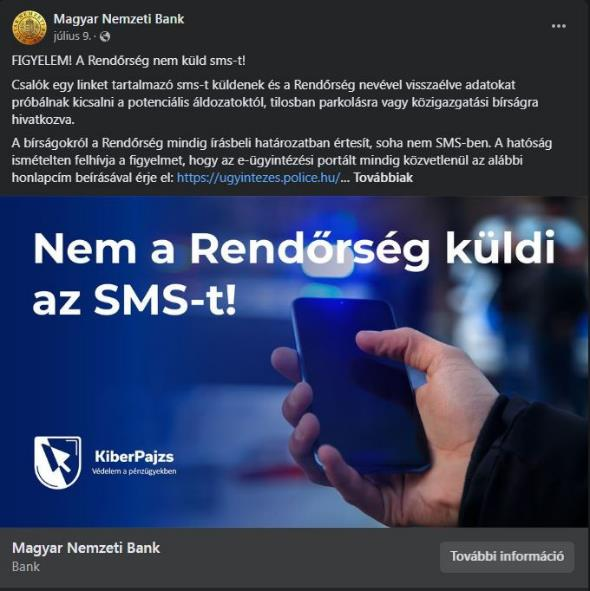 Magyar Nemzeti Bank
július 9. ·
FIGYELEM! A Rendőrség nem küld sms-t!
Csalók egy linket tartalmazó sms-t küldenek és a Rendőrség nevével visszaélve adatokat
próbálnak kicsalni a potenciális áldozatoktól, tilosban parkolásra vagy közigazgatási bírságra
hivatkozva.
A bírságokról a Rendőrség mindig írásbeli határozatban értesít, soha nem SMS-ben. A hatóság
ismételten felhívja a figyelmet, hogy az e-ügyintézési portált mindig közvetlenül az alábbi
honlapcím beírásával érje el: https://ugyintezes.police.hu/... Továbbiak
Nem a Rendőrség küldi
az SMS-t!
KiberPajzs
Védelem a pénzügyekben
Magyar Nemzeti Bank
Bank
További információ